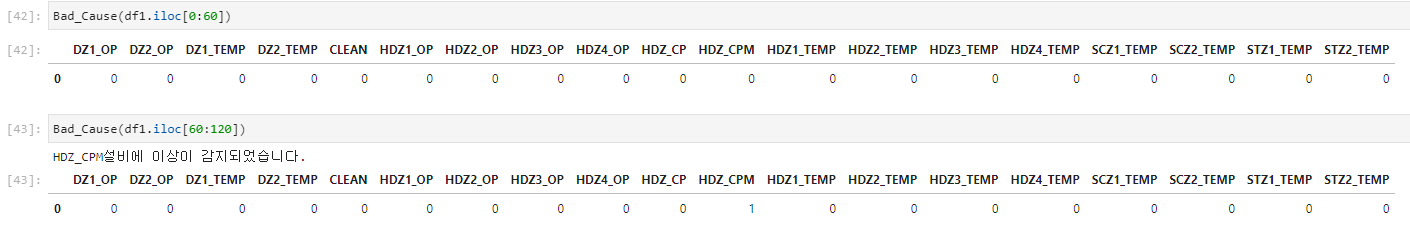 [42]: Bad_Cause(df1.iloc[0:60])
[42]: DZ1_OP DZ2_OP DZ1_TEMP DZ2_TEMP CLEAN HDZ1_OP HDZ2_OP HDZ3_OP HDZ4_OP HDZ_CP HDZ_CPM HDZ1_TEMP HDZ2_TEMP HDZ3_TEMP HDZ4_TEMP SCZ1_TEMP SCZ2_TEMP STZ1_TEMP STZ2_TEMP
0 0 0 0 0 0 0 0 0 0 0 0 0 0 0 0 0 0 0 0
[43]: Bad_Cause(df1.iloc[60:120])
HDZ_CPM설비에 이상이 감지되었습니다.
[43]: DZ1_OP DZ2_OP DZ1_TEMP DZ2_TEMP CLEAN HDZ1_OP HDZ2_OP HDZ3_OP HDZ4_OP HDZ_CP HDZ_CPM HDZ1_TEMP HDZ2_TEMP HDZ3_TEMP HDZ4_TEMP SCZ1_TEMP SCZ2_TEMP STZ1_TEMP STZ2_TEMP
0 0 0 0 0 0 0 0 0 0 0 1 0 0 0 0 0 0 0 0